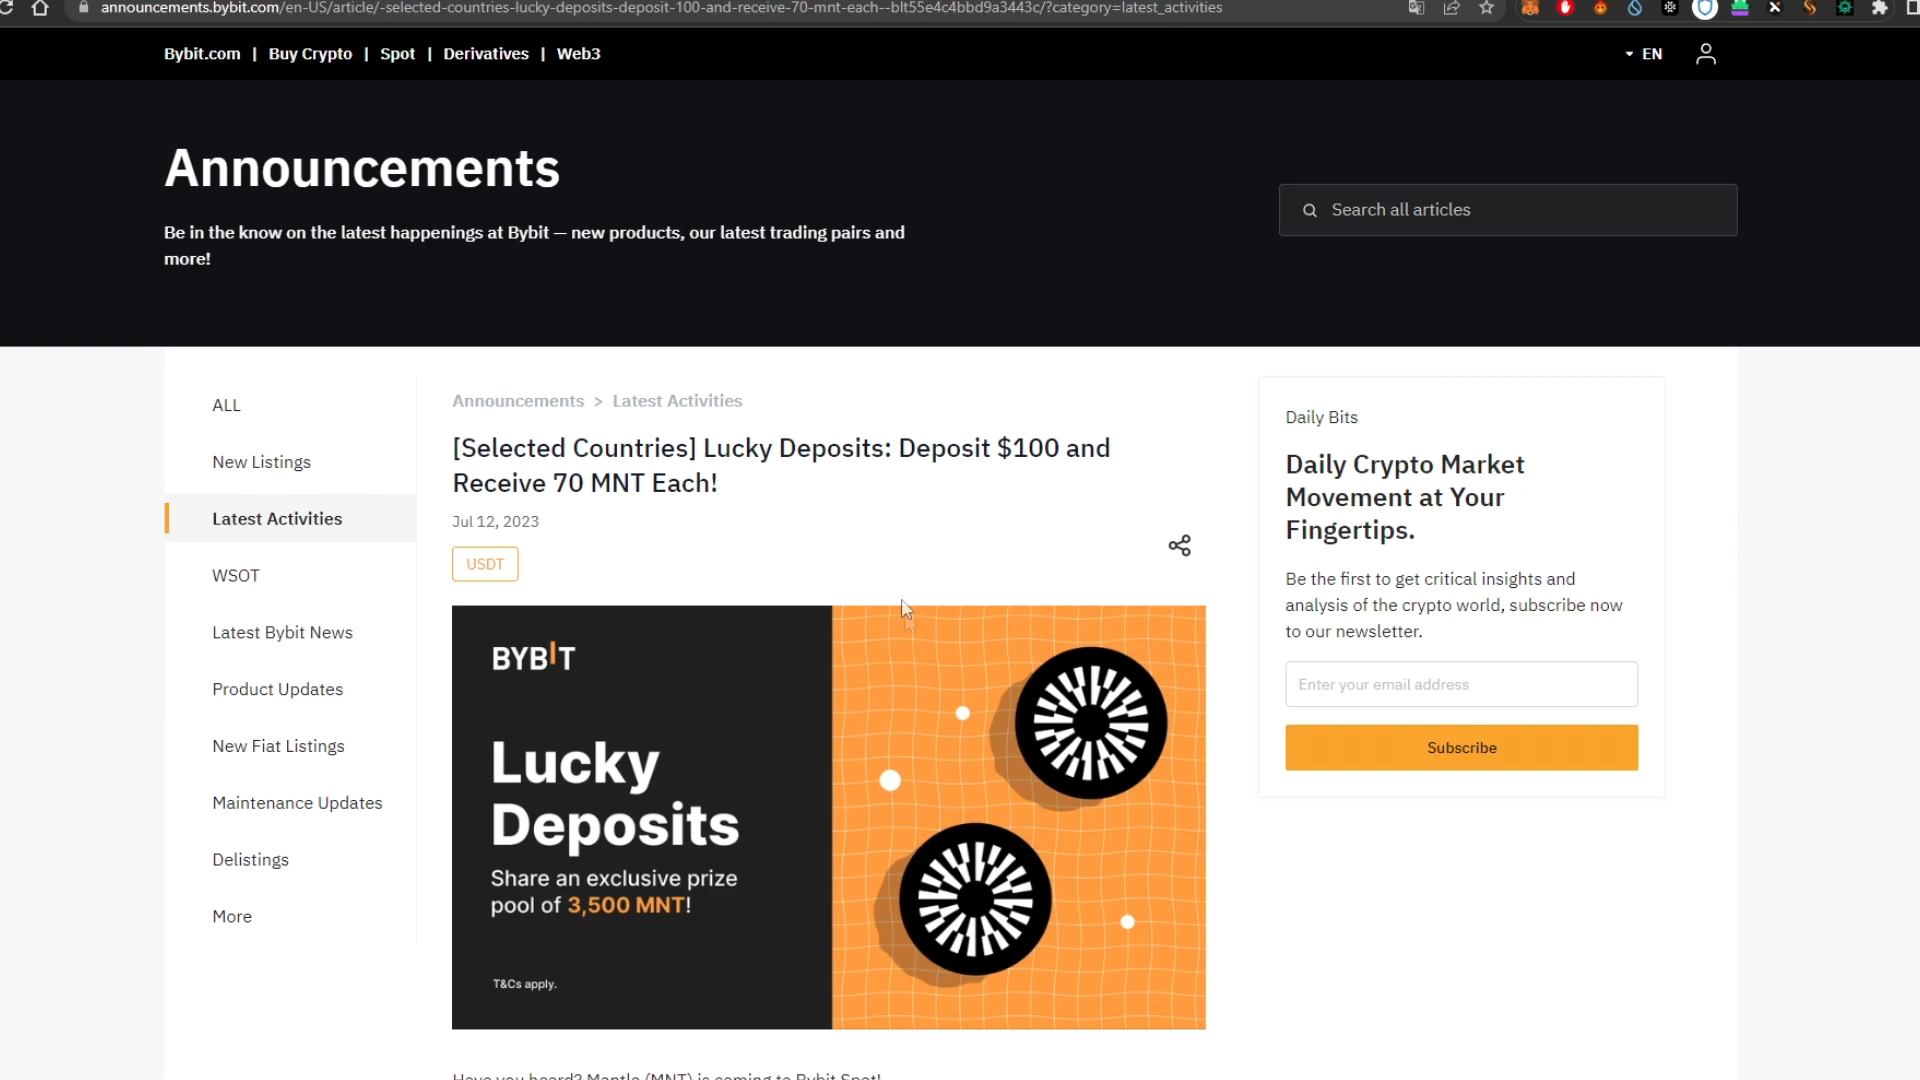 announcements.bybit.com/en-US/article/-selected-countries-lucky-deposits-deposit-100-and-receive-70-mnt-each--blt55e4c4bbd9a3443c/?category=latest_activities
Bybit.com | Buy Crypto | Spot | Derivatives | Web3
EN
Announcements
Be in the know on the latest happenings at Bybit — new products, our latest trading pairs and
more!
Search all articles
ALL
New Listings
Latest Activities
WSOT
Latest Bybit News
Product Updates
New Fiat Listings
Maintenance Updates
Delistings
More
Announcements > Latest Activities
[Selected Countries] Lucky Deposits: Deposit $100 and
Receive 70 MNT Each!
Jul 12, 2023
USDT
BYBIT
Lucky
Deposits
Share an exclusive prize
pool of 3,500 MNT!
T&Cs apply.
Have you heard? Mantle (MNT) is coming to Bybit Spot!
Daily Bits
Daily Crypto Market
Movement at Your
Fingertips.
Be the first to get critical insights and
analysis of the crypto world, subscribe now
to our newsletter.
Enter your email address
Subscribe